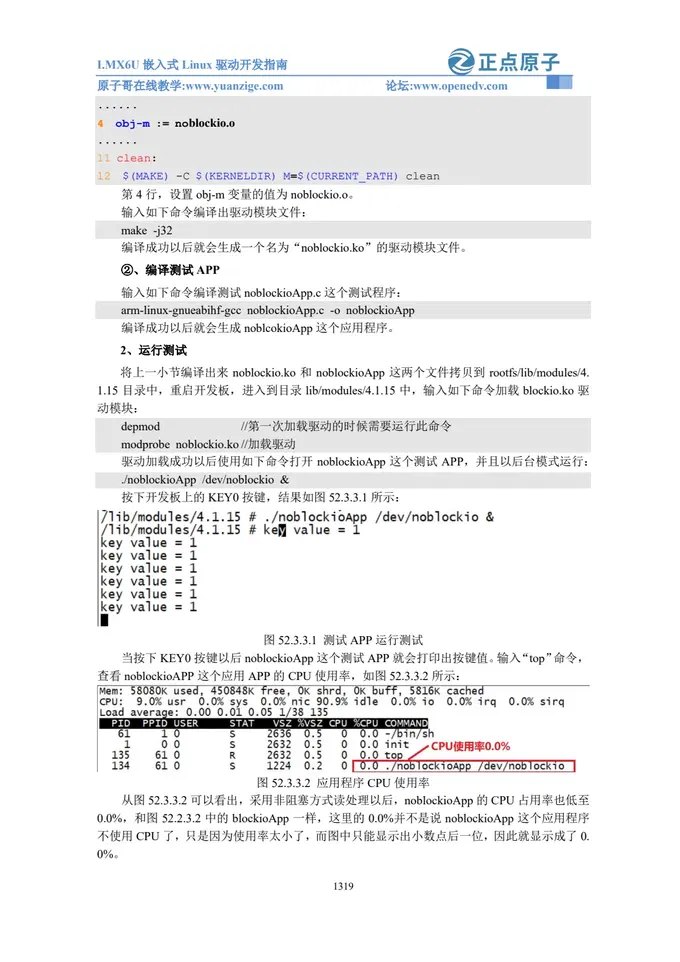 I.MX6U 嵌入式 Linux 驱动开发指南
正点原子
原子哥在线教学:www.yuanzige.com 论坛:www.openedv.com
......
4 obj-m := noblockio.o
......
11 clean:
12 $(MAKE) -C $(KERNELDIR) M=$(CURRENT_PATH) clean
第 4 行，设置 obj-m 变量的值为 noblockio.o。
输入如下命令编译出驱动模块文件：
make -j32
编译成功以后就会生成一个名为“noblockio.ko”的驱动模块文件。
②、编译测试 APP
输入如下命令编译测试 noblockioApp.c 这个测试程序：
arm-linux-gnueabihf-gcc noblockioApp.c -o noblockioApp
编译成功以后就会生成 noblcokioApp 这个应用程序。
2、运行测试
将上一小节编译出来 noblockio.ko 和 noblockioApp 这两个文件拷贝到 rootfs/lib/modules/4.
1.15 目录中，重启开发板，进入到目录 lib/modules/4.1.15 中，输入如下命令加载 blockio.ko 驱
动模块：
depmod //第一次加载驱动的时候需要运行此命令
modprobe noblockio.ko //加载驱动
驱动加载成功以后使用如下命令打开 noblockioApp 这个测试 APP，并且以后台模式运行：
./noblockioApp /dev/noblockio &
按下开发板上的 KEY0 按键，结果如图 52.3.3.1 所示：
/lib/modules/4.1.15 # ./noblockioApp /dev/noblockio &
/lib/modules/4.1.15 # key value = 1
key value = 1
key value = 1
key value = 1
key value = 1
key value = 1
key value = 1
图 52.3.3.1 测试 APP 运行测试
当按下 KEY0 按键以后 noblockioApp 这个测试 APP 就会打印出按键值。输入“top”命令，
查看 noblockioAPP 这个应用 APP 的 CPU 使用率，如图 52.3.3.2 所示：
Mem: 58080K used, 450848K free, 0K shrd, 0K buff, 5816K cached
CPU: 9.0% usr 0.0% sys 0.0% nic 90.9% idle 0.0% io 0.0% irq 0.0% sirq
Load average: 0.00 0.01 0.05 1/38 135
PID PPID USER STAT VSZ %VSZ CPU %CPU COMMAND
61 1 0 S 2636 0.5 0 0.0 -/bin/sh
1 0 0 S 2632 0.5 0 0.0 init
CPU使用率0.0%
135 61 0 R 2632 0.5 0 0.0 top
134 61 0 S 1224 0.2 0 0.0 ./noblockioApp /dev/noblockio
图 52.3.3.2 应用程序 CPU 使用率
从图 52.3.3.2 可以看出，采用非阻塞方式读处理以后，noblockioApp 的 CPU 占用率也低至
0.0%，和图 52.2.3.2 中的 blockioApp 一样，这里的 0.0%并不是说 noblockioApp 这个应用程序
不使用 CPU 了，只是因为使用率太小了，而图中只能显示出小数点后一位，因此就显示成了 0.
0%。
1319